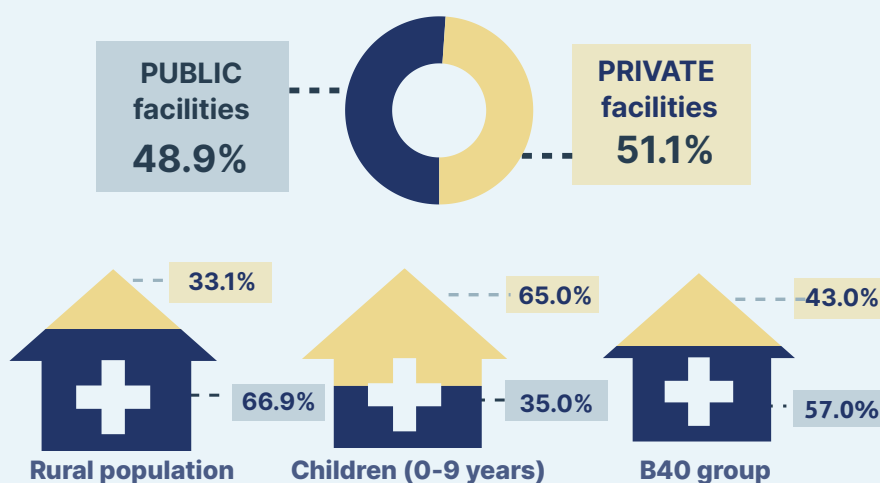 PUBLIC
facilities
48.9%
PRIVATE
facilities
51.1%
33.1%
66.9%
Rural population
65.0%
35.0%
Children (0-9 years)
43.0%
57.0%
B40 group